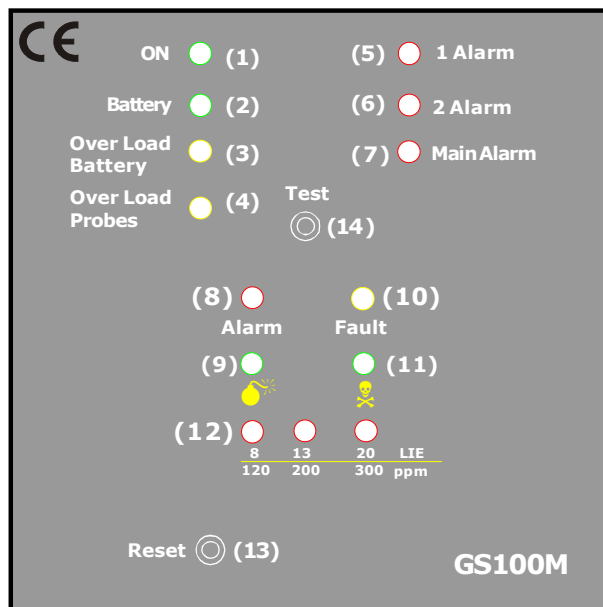 CE
ON (1)
(5) 1 Alarm
Battery (2)
(6) 2 Alarm
Over Load
Battery (3)
(7) Main Alarm
Over Load
Probes (4)
Test
(14)
(8) (10)
Alarm Fault
(9) (11)
(12)
8 13 20 LIE
120 200 300 ppm
Reset (13)
GS100M